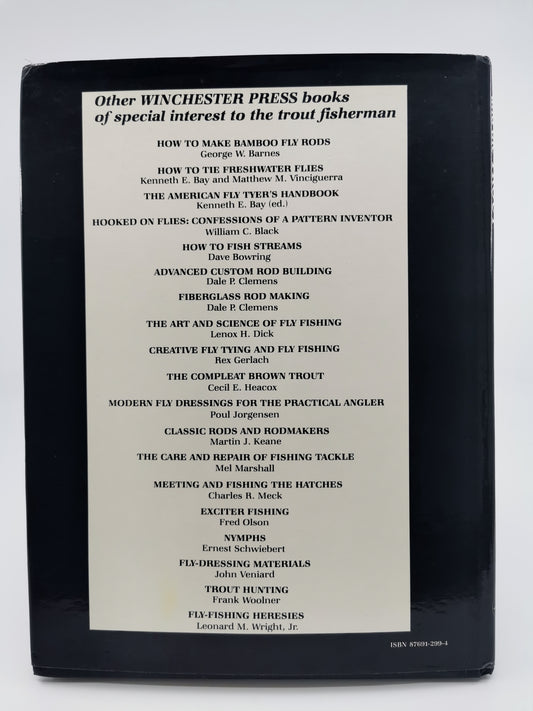 Other WINCHESTER PRESS books
of special interest to the trout fisherman
HOW TO MAKE BAMBOO FLY RODS
George W. Barnes
HOW TO TIE FRESHWATER FLIES
Kenneth E. Bay and Matthew M. Vinciguerra
THE AMERICAN FLY TYER'S HANDBOOK
Kenneth E. Bay (ed.)
HOOKED ON FLIES: CONFESSIONS OF A PATTERN INVENTOR
William C. Black
HOW TO FISH STREAMS
Dave Bowring
ADVANCED CUSTOM ROD BUILDING
Dale P. Clemens
FIBERGLASS ROD MAKING
Dale P. Clemens
THE ART AND SCIENCE OF FLY FISHING
Lenox H. Dick
CREATIVE FLY TYING AND FLY FISHING
Rex Gerlach
THE COMPLEAT BROWN TROUT
Cecil E. Heacox
MODERN FLY DRESSINGS FOR THE PRACTICAL ANGLER
Poul Jorgensen
CLASSIC RODS AND RODMAKERS
Martin J. Keane
THE CARE AND REPAIR OF FISHING TACKLE
Mel Marshall
MEETING AND FISHING THE HATCHES
Charles R. Meck
EXCITER FISHING
Fred Olson
NYMPHS
Ernest Schwiebert
FLY-DRESSING MATERIALS
John Veniard
TROUT HUNTING
Frank Woolner
FLY-FISHING HERESIES
Leonard M. Wright, Jr.
ISBN 87691-299-4